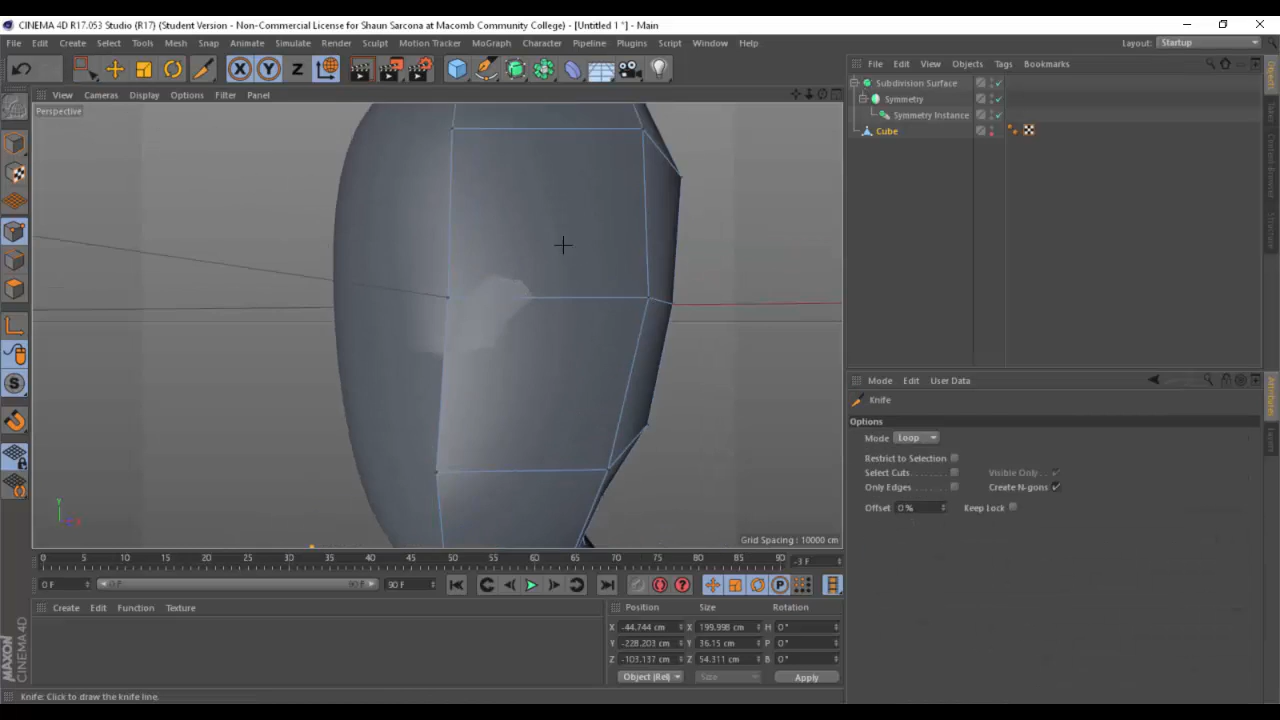 CINEMA 4D R17.053 Studio (R17) (Student Version - Non-Commercial License for Shaun Sarcona at Macomb Community College) - [Untitled 1 *] - Main
File Edit Create Select Tools Mesh Snap Animate Simulate Render Sculpt Motion Tracker MoGraph Character Pipeline Plugins Script Window Help Layout: Startup
X Y Z
File Edit View Objects Tags Bookmarks
Subdivision Surface
Symmetry
Symmetry Instance
Cube
View Cameras Display Options Filter Panel
Perspective
Grid Spacing : 10000 cm
Mode Edit User Data
Knife
Options
Mode Loop
Restrict to Selection
Select Cuts Visible Only
Only Edges Create N-gons
Offset 0 % Keep Lock
0 5 10 15 20 25 30 35 40 45 50 55 60 65 70 75 80 85 90 -3 F
0 F 90 F
Create Edit Function Texture
Position Size Rotation
X -44.744 cm X 199.998 cm H 0 °
Y -228.203 cm Y 36.15 cm P 0 °
Z -103.137 cm Z 54.311 cm B 0 °
Object (Rel) Size Apply
MAXON CINEMA 4D
Knife: Click to draw the knife line.
Objects
Content Browser
Structure
Attributes